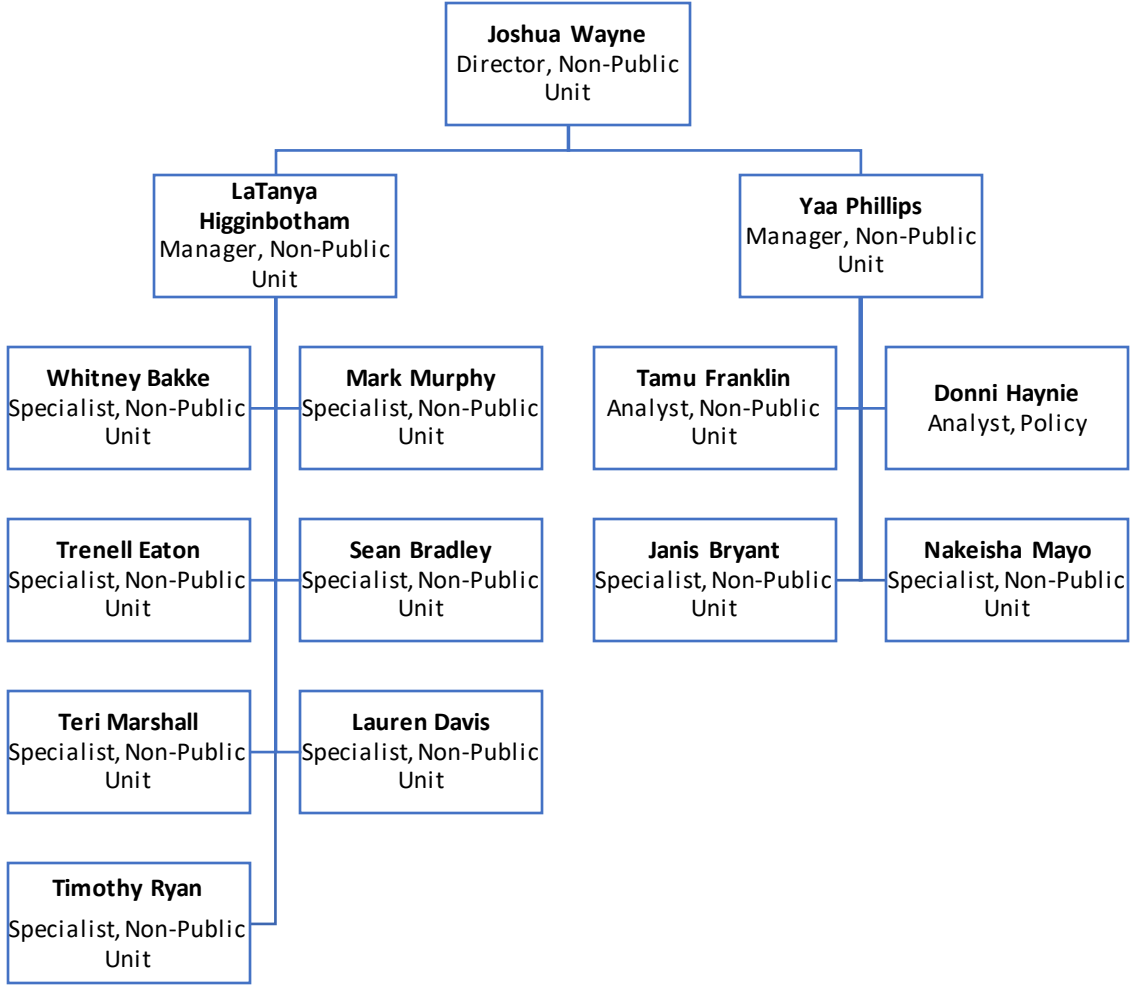 Joshua Wayne
Director, Non-Public
Unit
LaTanya
Higginbotham
Manager, Non-Public
Unit
Yaa Phillips
Manager, Non-Public
Unit
Whitney Bakke
Specialist, Non-Public
Unit
Mark Murphy
Specialist, Non-Public
Unit
Tamu Franklin
Analyst, Non-Public
Unit
Donni Haynie
Analyst, Policy
Trenell Eaton
Specialist, Non-Public
Unit
Sean Bradley
Specialist, Non-Public
Unit
Janis Bryant
Specialist, Non-Public
Unit
Nakeisha Mayo
Specialist, Non-Public
Unit
Teri Marshall
Specialist, Non-Public
Unit
Lauren Davis
Specialist, Non-Public
Unit
Timothy Ryan
Specialist, Non-Public
Unit